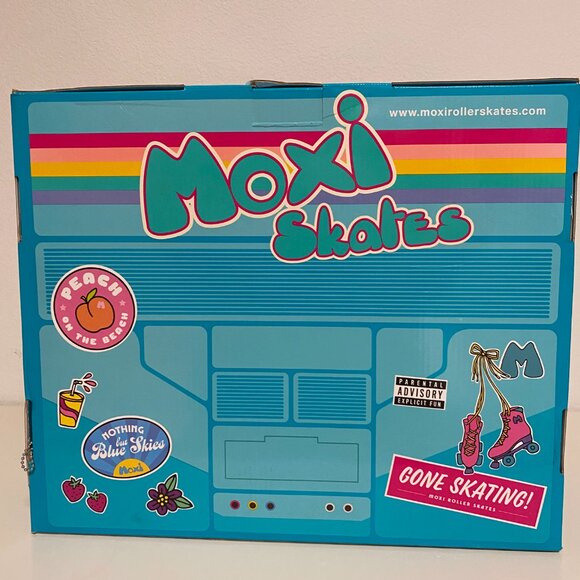 www.moxirollerskates.com
Moxi
Skates
PEACH
ON THE BEACH
PARENTAL
ADVISORY
EXPLICIT FUN
M
NOTHING
but
Blue Skies
Moxi
GONE SKATING!
MOXI ROLLER SKATES